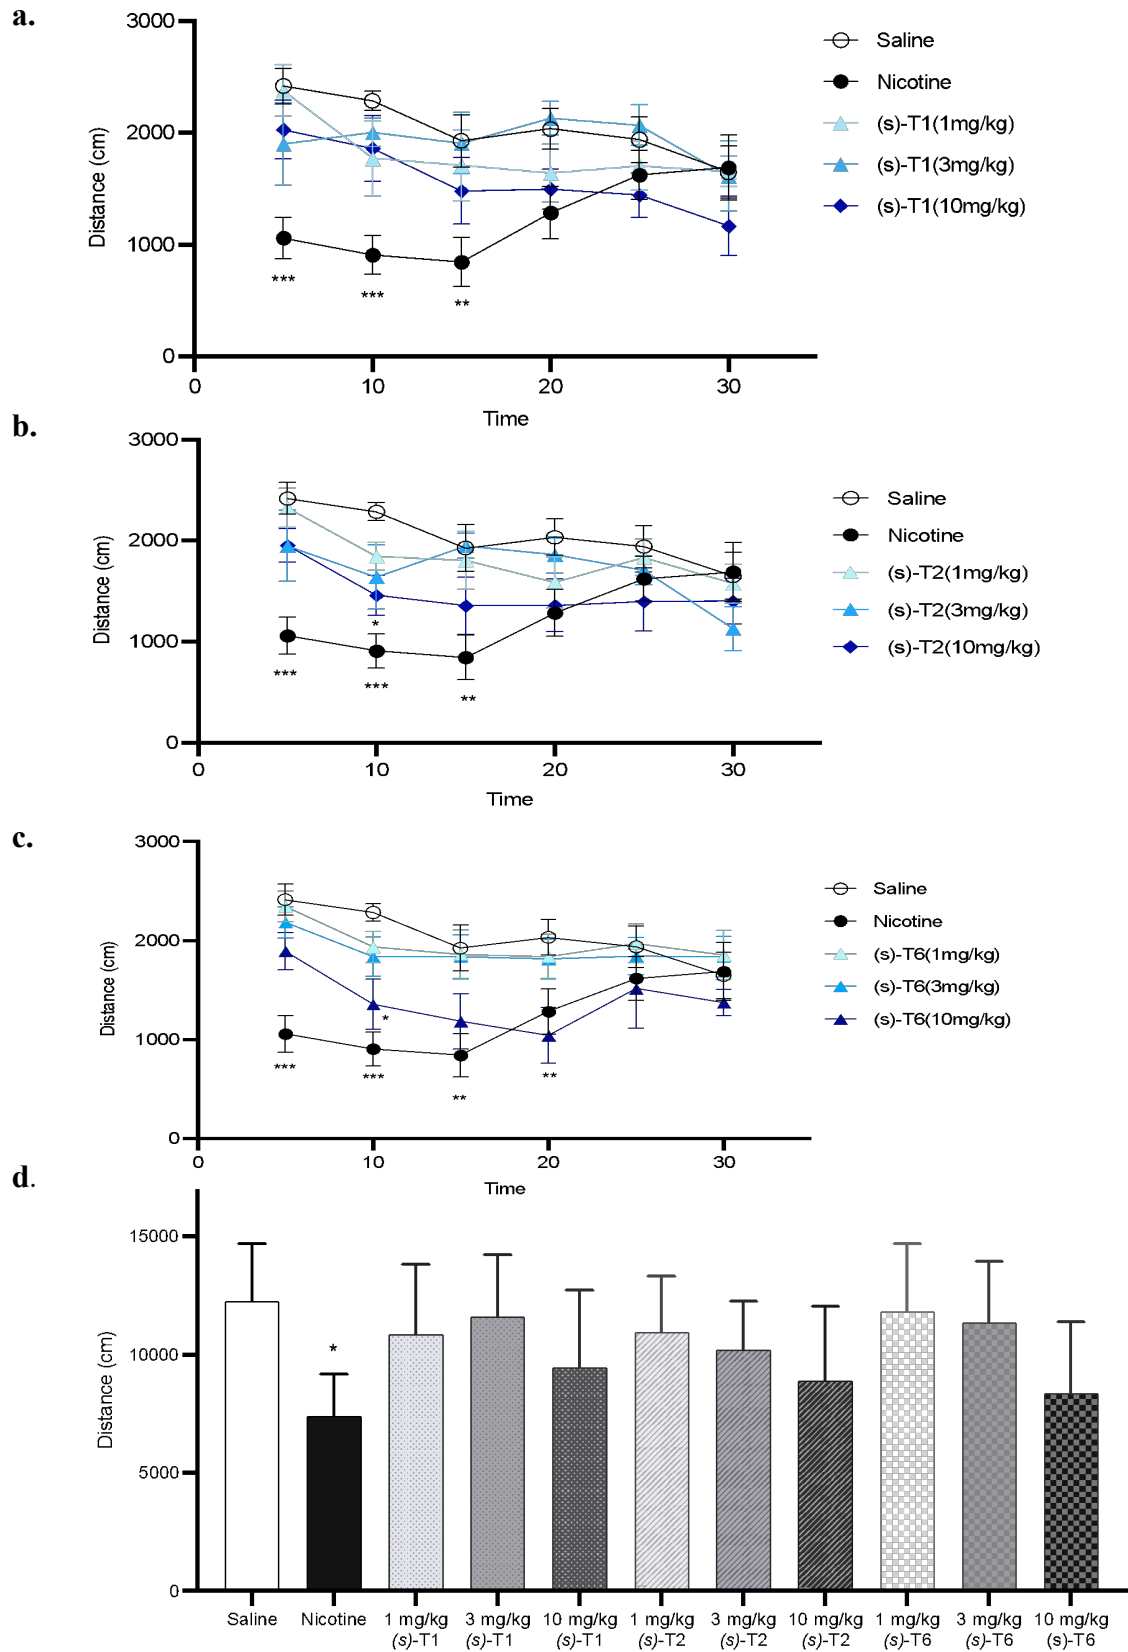 a.
3000
2000
1000
0
Distance (cm)
0 10 20 30
Time
*** *** **
Saline
Nicotine
(s)-T1(1mg/kg)
(s)-T1(3mg/kg)
(s)-T1(10mg/kg)
b.
3000
2000
1000
0
Distance (cm)
0 10 20 30
Time
*
*** *** **
Saline
Nicotine
(s)-T2(1mg/kg)
(s)-T2(3mg/kg)
(s)-T2(10mg/kg)
c.
3000
2000
1000
0
Distance (cm)
0 10 20 30
Time
*
*** *** ** **
Saline
Nicotine
(s)-T6(1mg/kg)
(s)-T6(3mg/kg)
(s)-T6(10mg/kg)
d.
15000
10000
5000
0
Distance (cm)
*
Saline Nicotine 1 mg/kg 3 mg/kg 10 mg/kg 1 mg/kg 3 mg/kg 10 mg/kg 1 mg/kg 3 mg/kg 10 mg/kg
(s)-T1 (s)-T1 (s)-T1 (s)-T2 (s)-T2 (s)-T2 (s)-T6 (s)-T6 (s)-T6